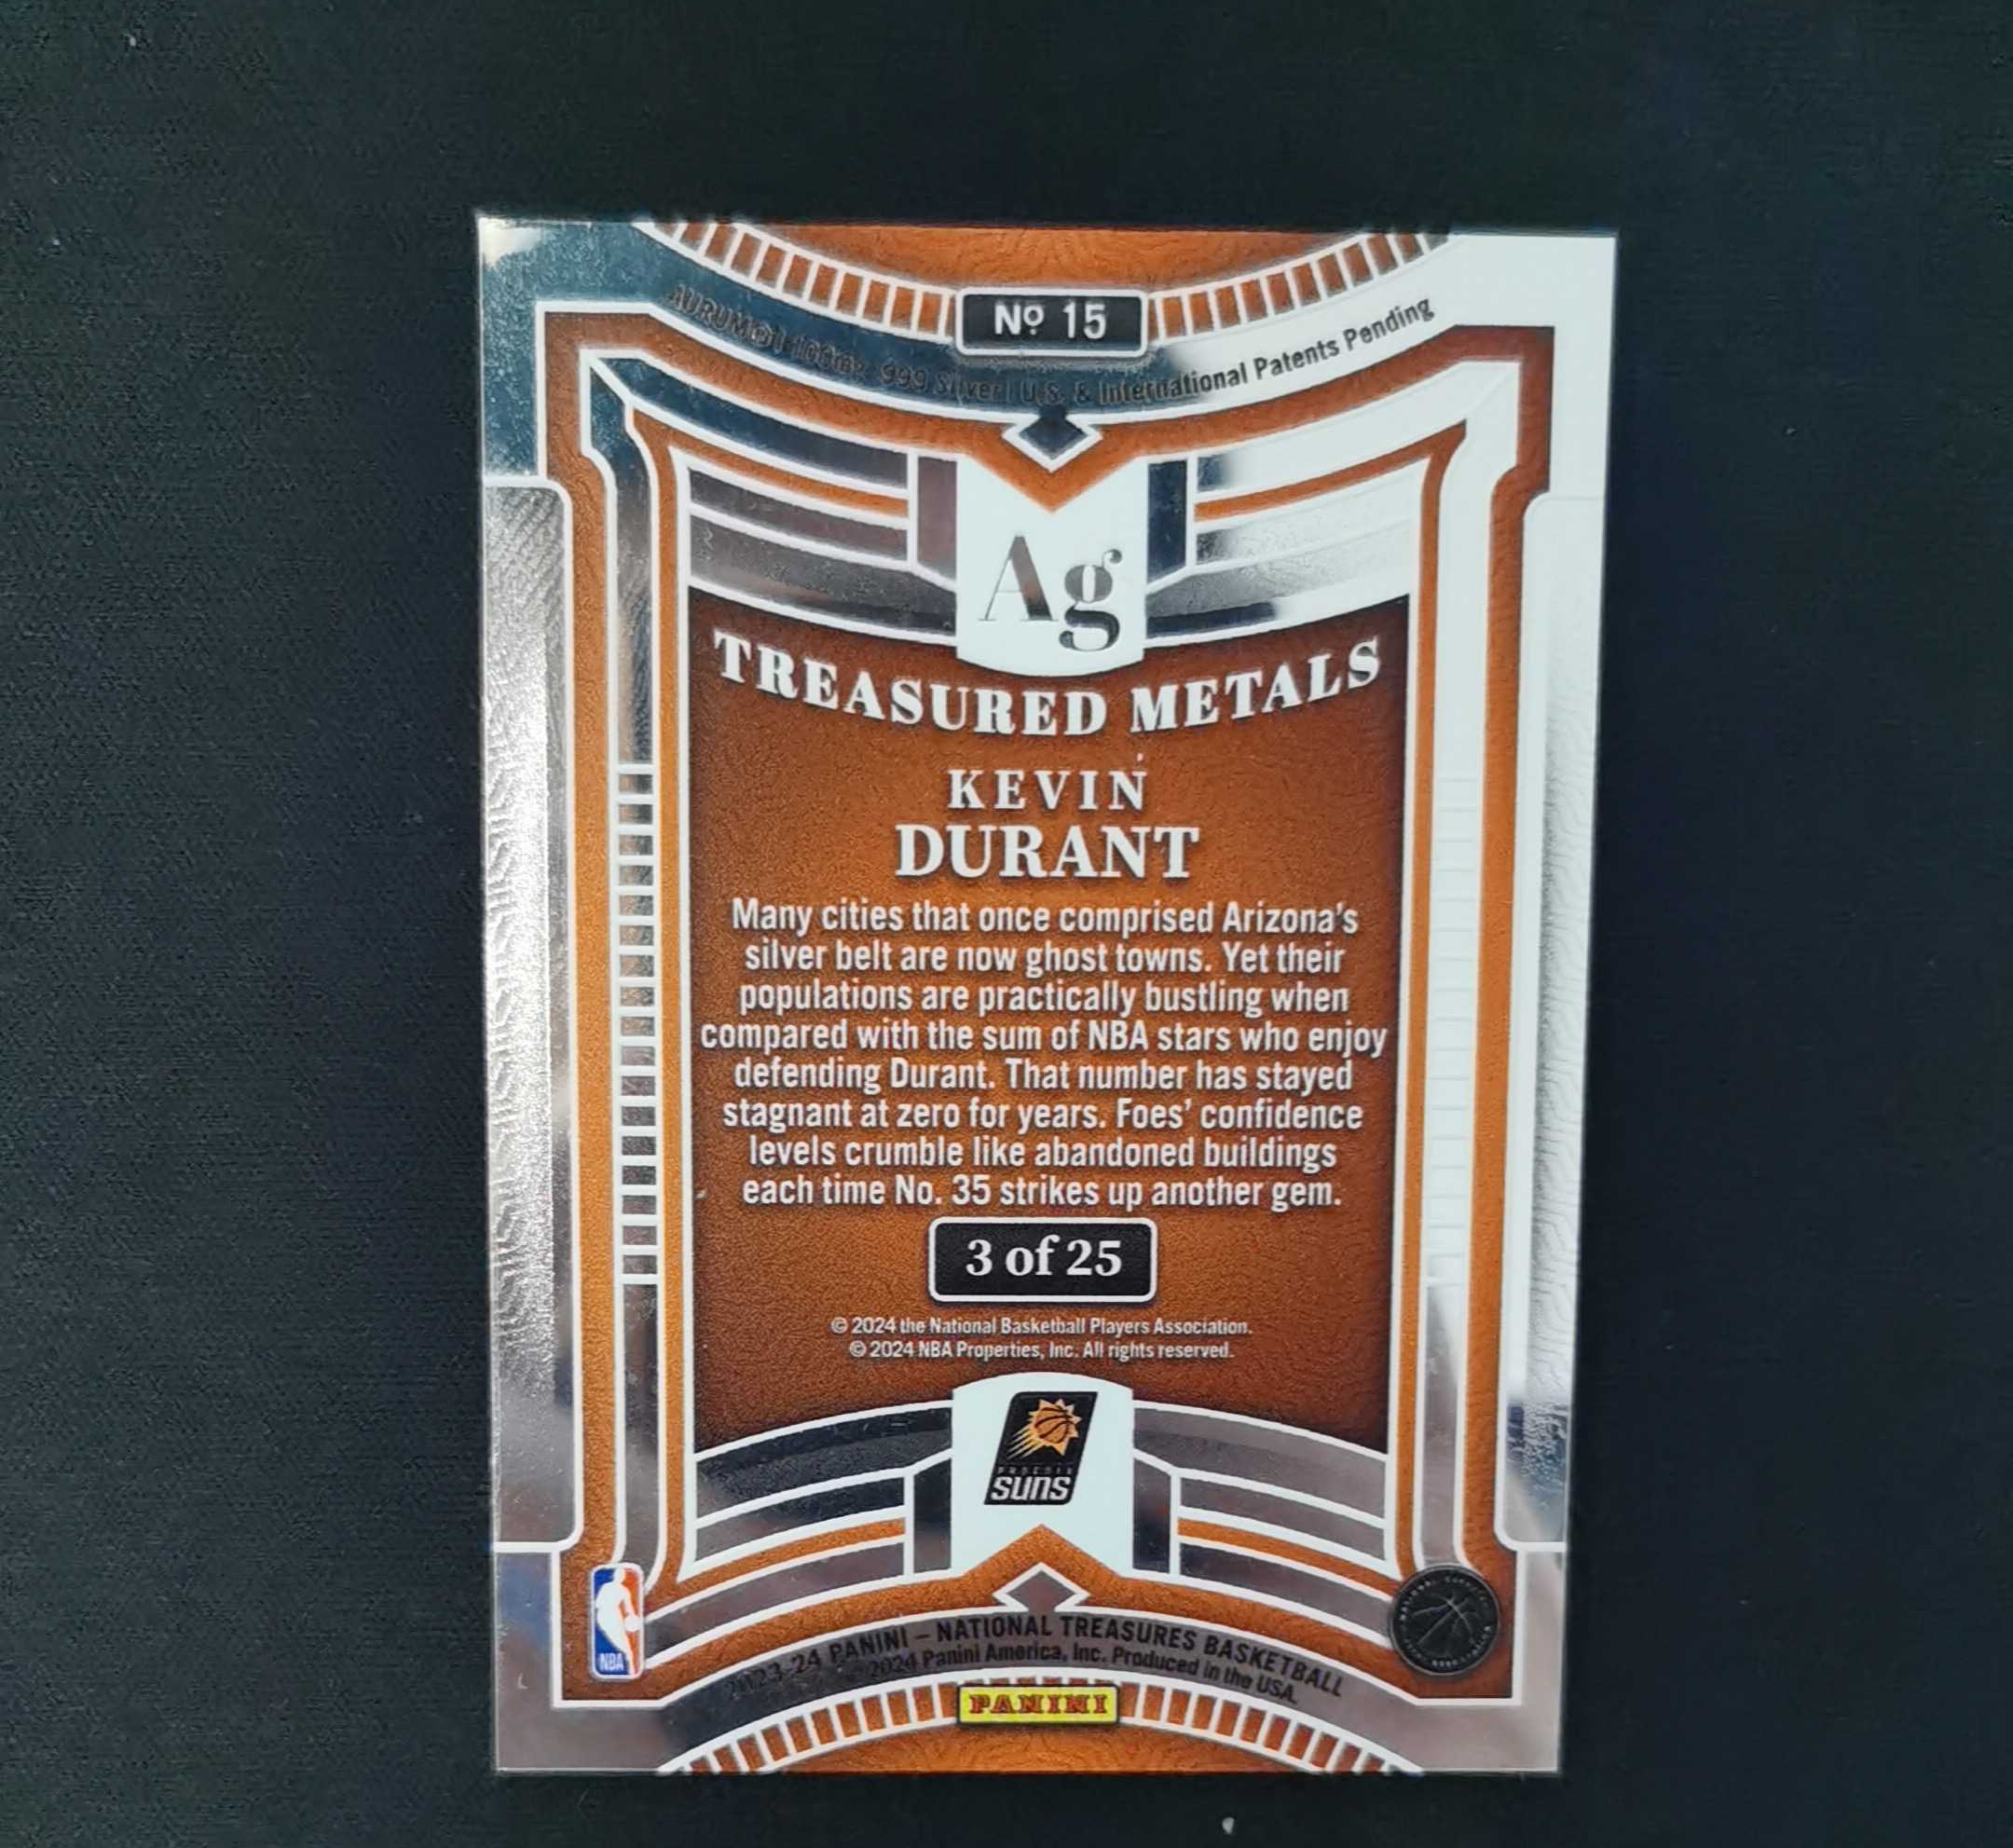 Nº 15
AURUM® | 100mg .999 Silver | U.S. & International Patents Pending
Ag
TREASURED METALS
KEVIN
DURANT
Many cities that once comprised Arizona's
silver belt are now ghost towns. Yet their
populations are practically bustling when
compared with the sum of NBA stars who enjoy
defending Durant. That number has stayed
stagnant at zero for years. Foes' confidence
levels crumble like abandoned buildings
each time No. 35 strikes up another gem.
3 of 25
© 2024 the National Basketball Players Association.
© 2024 NBA Properties, Inc. All rights reserved.
PHOENIX
SUNS
NBA
2023-24 PANINI – NATIONAL TREASURES BASKETBALL
© 2024 Panini America, Inc. Produced in the USA.
PANINI